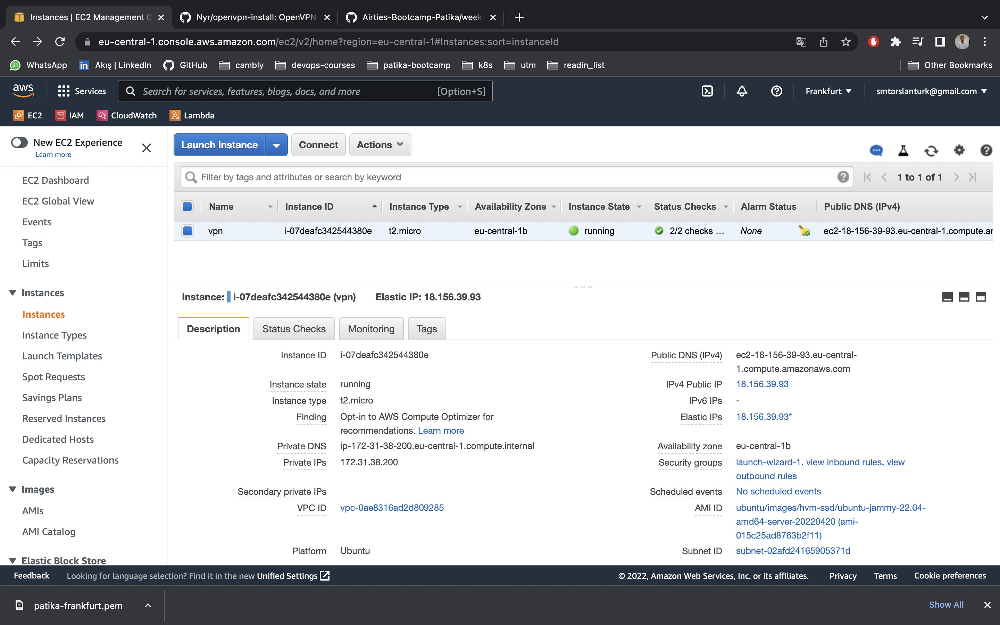 Instances | EC2 Management C
Nyr/openvpn-install: OpenVPN
Airties-Bootcamp-Patika/week-
eu-central-1.console.aws.amazon.com/ec2/v2/home?region=eu-central-1#Instances:sort=instanceId
21 WhatsApp
in Akış | LinkedIn
GitHub
cambly
devops-courses
patika-bootcamp
k8s
utm
readin_list
Other Bookmarks
aws
Services
Search for services, features, blogs, docs, and more [Option+S]
Frankfurt
smtarslanturk@gmail.com
EC2
IAM
CloudWatch
Lambda
New EC2 Experience
Learn more
EC2 Dashboard
EC2 Global View
Events
Tags
Limits
Instances
Instances
Instance Types
Launch Templates
Spot Requests
Savings Plans
Reserved Instances
Dedicated Hosts
Capacity Reservations
Images
AMIs
AMI Catalog
Elastic Block Store
Launch Instance
Connect
Actions
Filter by tags and attributes or search by keyword
1 to 1 of 1
Name Instance ID Instance Type Availability Zone Instance State Status Checks Alarm Status Public DNS (IPv4)
vpn i-07deafc342544380e t2.micro eu-central-1b running 2/2 checks … None ec2-18-156-39-93.eu-central-1.compute.ar
Instance: i-07deafc342544380e (vpn) Elastic IP: 18.156.39.93
Description
Status Checks
Monitoring
Tags
Instance ID i-07deafc342544380e
Instance state running
Instance type t2.micro
Finding Opt-in to AWS Compute Optimizer for
recommendations. Learn more
Private DNS ip-172-31-38-200.eu-central-1.compute.internal
Private IPs 172.31.38.200
Secondary private IPs
VPC ID vpc-0ae8316ad2d809285
Platform Ubuntu
Public DNS (IPv4) ec2-18-156-39-93.eu-central-
1.compute.amazonaws.com
IPv4 Public IP 18.156.39.93
IPv6 IPs -
Elastic IPs 18.156.39.93*
Availability zone eu-central-1b
Security groups launch-wizard-1. view inbound rules. view
outbound rules
Scheduled events No scheduled events
AMI ID ubuntu/images/hvm-ssd/ubuntu-jammy-22.04-
amd64-server-20220420 (ami-
015c25ad8763b2f11)
Subnet ID subnet-02afd24165905371d
Feedback Looking for language selection? Find it in the new Unified Settings
© 2022, Amazon Web Services, Inc. or its affiliates. Privacy Terms Cookie preferences
patika-frankfurt.pem
Show All